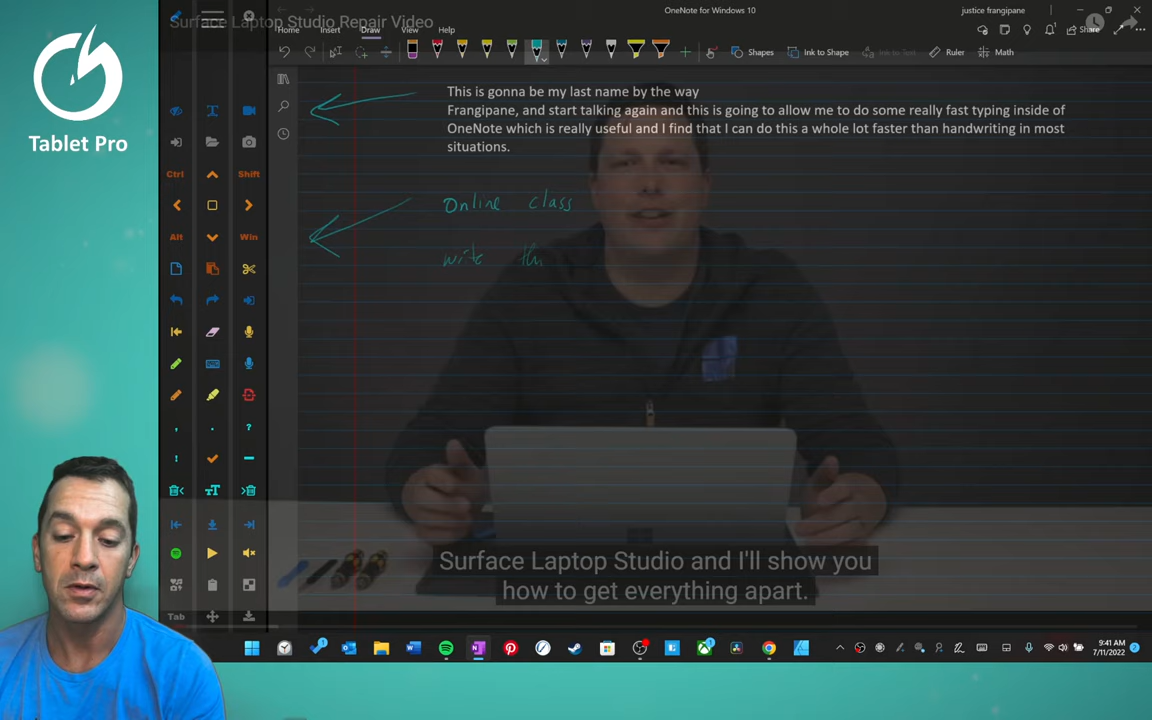 Surface Laptop Studio Repair Video
OneNote for Windows 10
justice frangipane
Tablet Pro
Home Insert Draw View Help
Share
Shapes Ink to Shape Ink to Text Ruler Math
This is gonna be my last name by the way
Frangipane, and start talking again and this is going to allow me to do some really fast typing inside of
OneNote which is really useful and I find that I can do this a whole lot faster than handwriting in most
situations.
Online class
write thi
Ctrl Shift
Alt Win
Tab
Surface Laptop Studio and I'll show you
how to get everything apart.
9:41 AM
7/11/2022